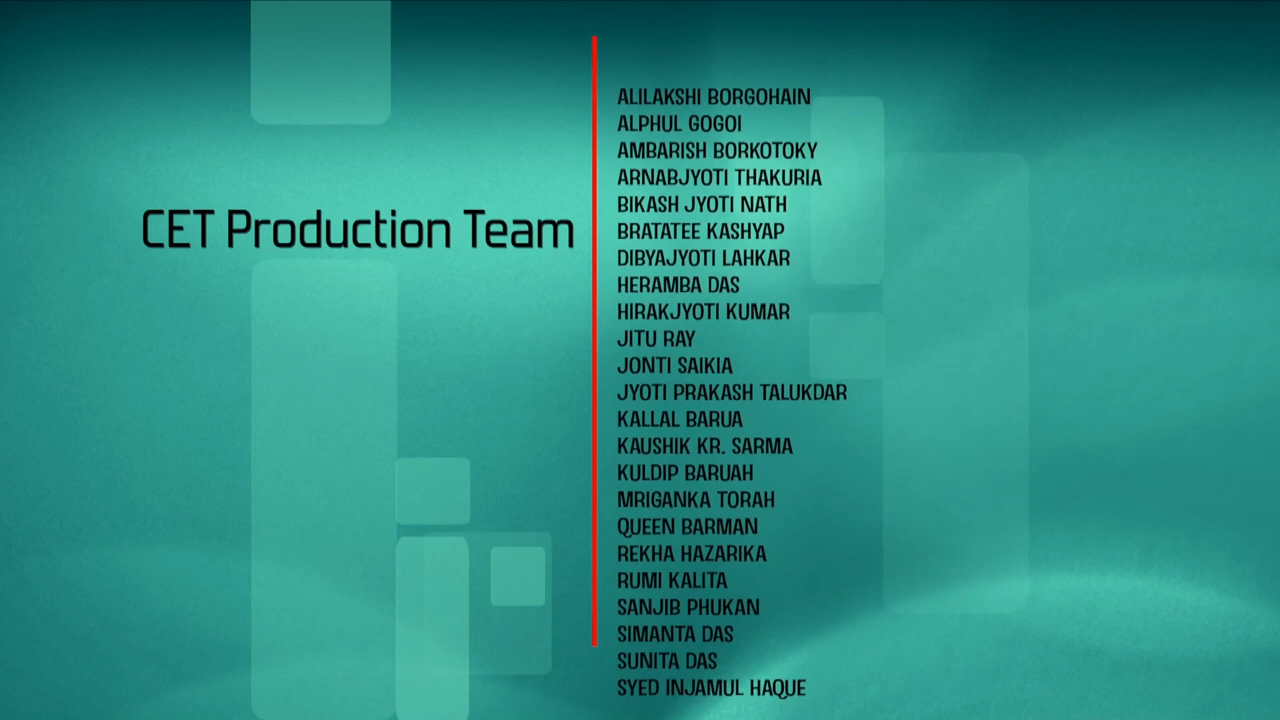 CET Production Team
ALILAKSHI BORGOHAIN
ALPHUL GOGOI
AMBARISH BORKOTOKY
ARNABJYOTI THAKURIA
BIKASH JYOTI NATH
BRATATEE KASHYAP
DIBYAJYOTI LAHKAR
HERAMBA DAS
HIRAKJYOTI KUMAR
JITU RAY
JONTI SAIKIA
JYOTI PRAKASH TALUKDAR
KALLAL BARUA
KAUSHIK KR. SARMA
KULDIP BARUAH
MRIGANKA TORAH
QUEEN BARMAN
REKHA HAZARIKA
RUMI KALITA
SANJIB PHUKAN
SIMANTA DAS
SUNITA DAS
SYED INJAMUL HAQUE